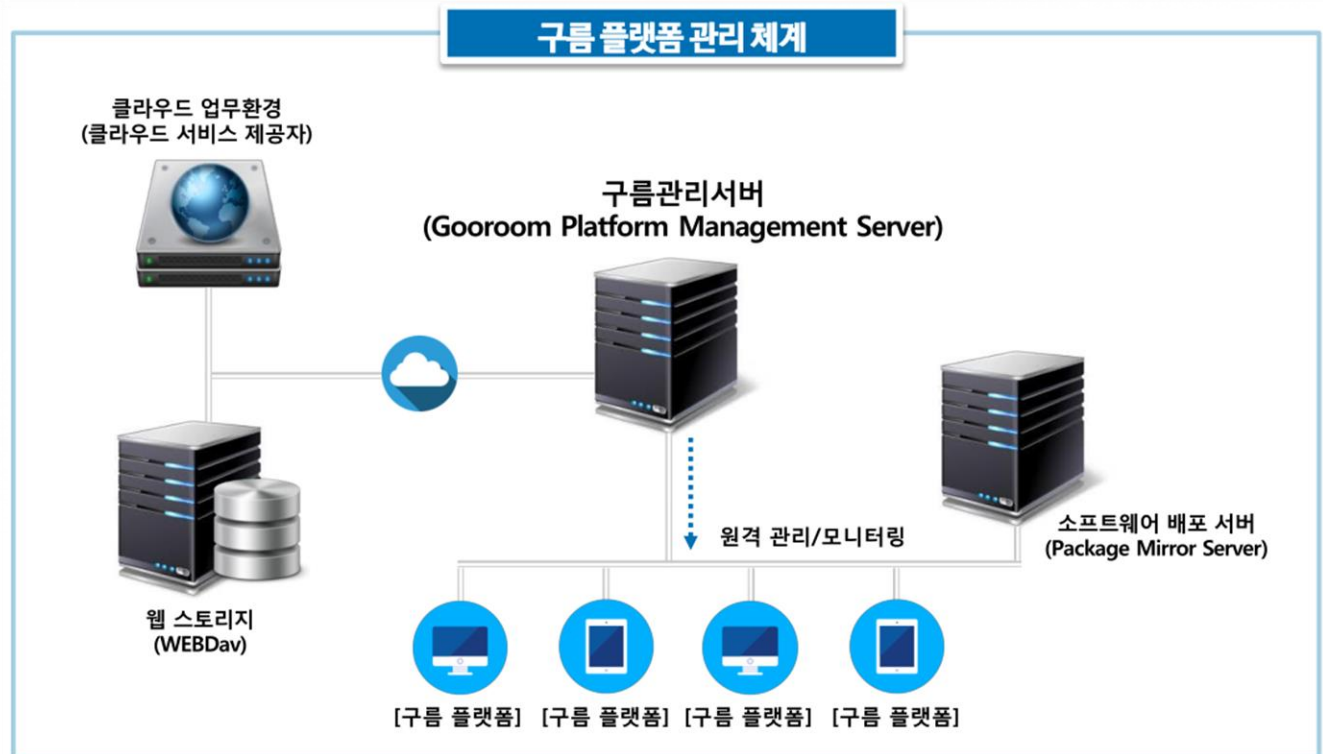 구름 플랫폼 관리 체계
클라우드 업무환경
(클라우드 서비스 제공자)
구름관리서버
(Gooroom Platform Management Server)
원격 관리/모니터링
소프트웨어 배포 서버
(Package Mirror Server)
웹 스토리지
(WEBDav)
[구름 플랫폼] [구름 플랫폼] [구름 플랫폼] [구름 플랫폼]